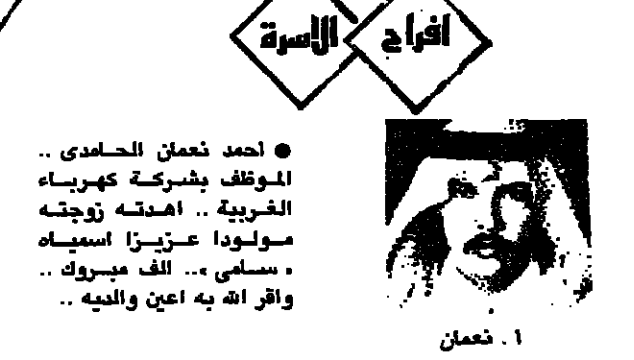 افراح الاسرة
● احمد نعمان الحامدى ..
الموظف بشركة كهرباء
الغربية .. اهدته زوجته
مولودا عزيزا اسمياه
« سامى » .. الف مبروك ..
واقر الله به اعين والديه ..
أ . نعمان